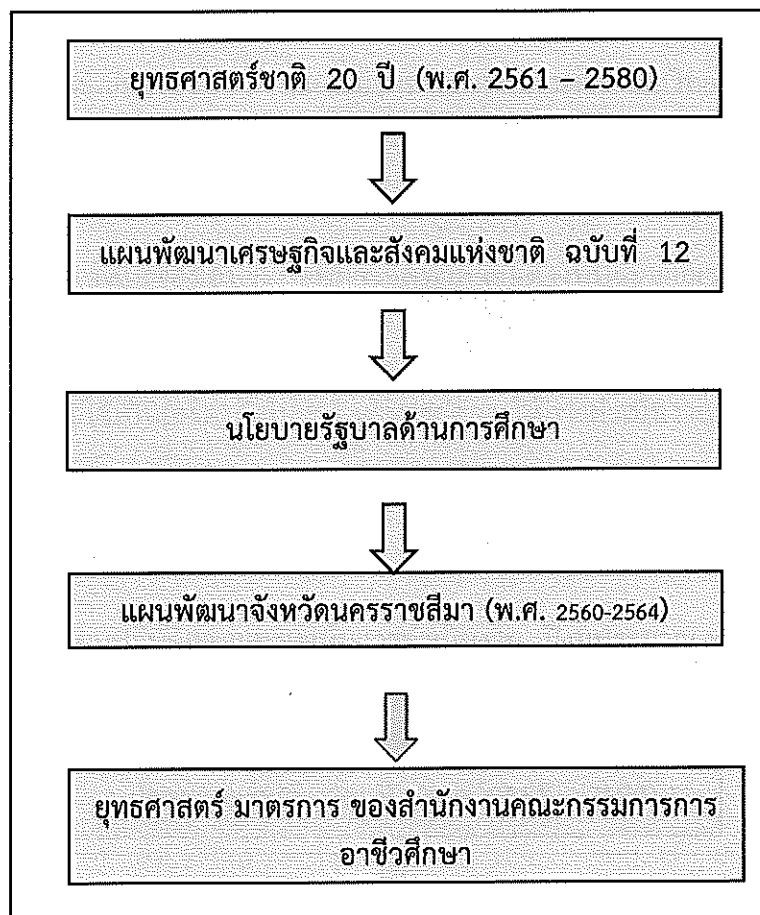 ยุทธศาสตร์ชาติ 20 ปี (พ.ศ. 2561 – 2580)
แผนพัฒนาเศรษฐกิจและสังคมแห่งชาติ ฉบับที่ 12
นโยบายรัฐบาลด้านการศึกษา
แผนพัฒนาจังหวัดนครราชสีมา (พ.ศ. 2560-2564)
ยุทธศาสตร์ มาตรการ ของสำนักงานคณะกรรมการการ
อาชีวศึกษา